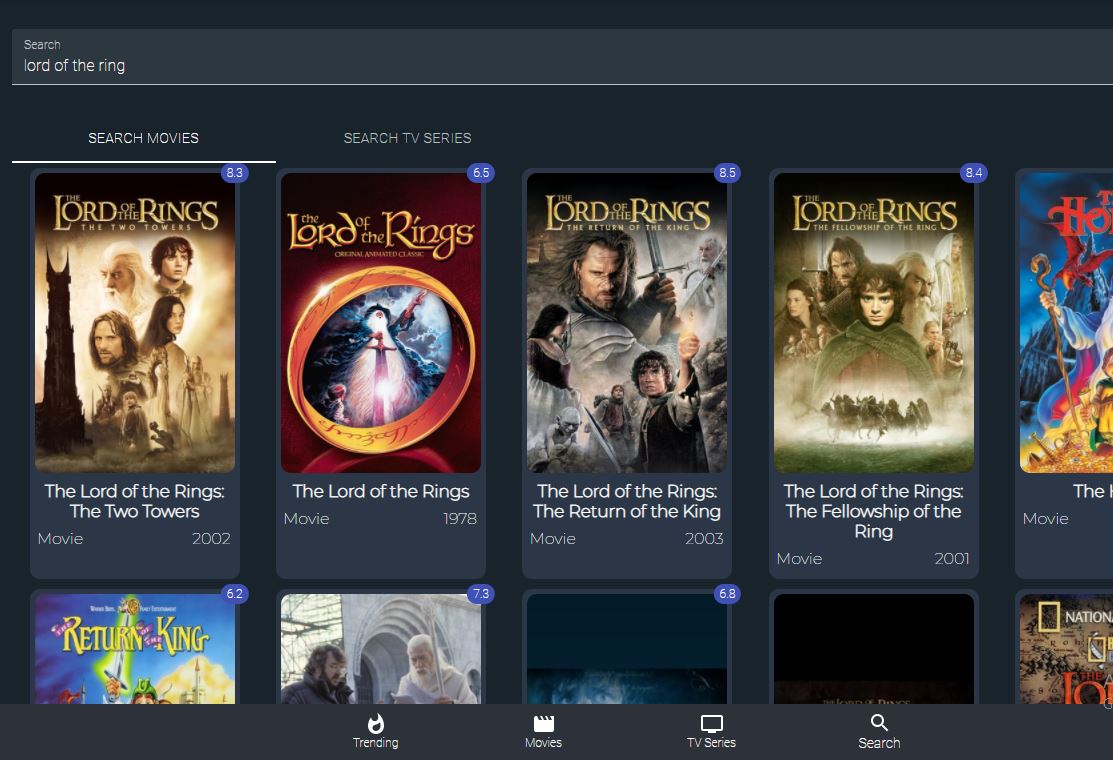 Search
lord of the ring
SEARCH MOVIES
SEARCH TV SERIES
8.3
6.5
8.5
8.4
THE
LORD OF THE RINGS
THE TWO TOWERS
the
Lord of the Rings
ORIGINAL ANIMATED CLASSIC
THE
LORD OF THE RINGS
THE RETURN OF THE KING
THE
LORD OF THE RINGS
THE FELLOWSHIP OF THE RING
The Lord of the Rings:
The Two Towers
Movie 2002
The Lord of the Rings
Movie 1978
The Lord of the Rings:
The Return of the King
Movie 2003
The Lord of the Rings:
The Fellowship of the
Ring
Movie 2001
The
Movie
6.2
7.3
6.8
WARNER BROS. FAMILY ENTERTAINMENT
THE RETURN OF THE KING
Trending
Movies
TV Series
Search